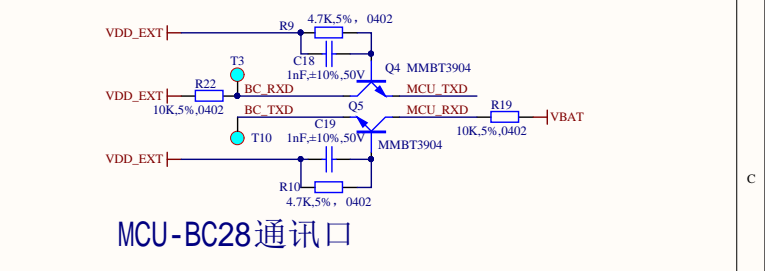 4.7K,5%，0402
R9
VDD_EXT
C18
T3
1nF,±10%,50V
Q4 MMBT3904
R22
VDD_EXT
BC_RXD
MCU_TXD
10K,5%,0402
BC_TXD
Q5
MCU_RXD
R19
VBAT
C19
T10
1nF,±10%,50V
10K,5%,0402
MMBT3904
VDD_EXT
R10
4.7K,5%，0402
C
MCU-BC28通讯口